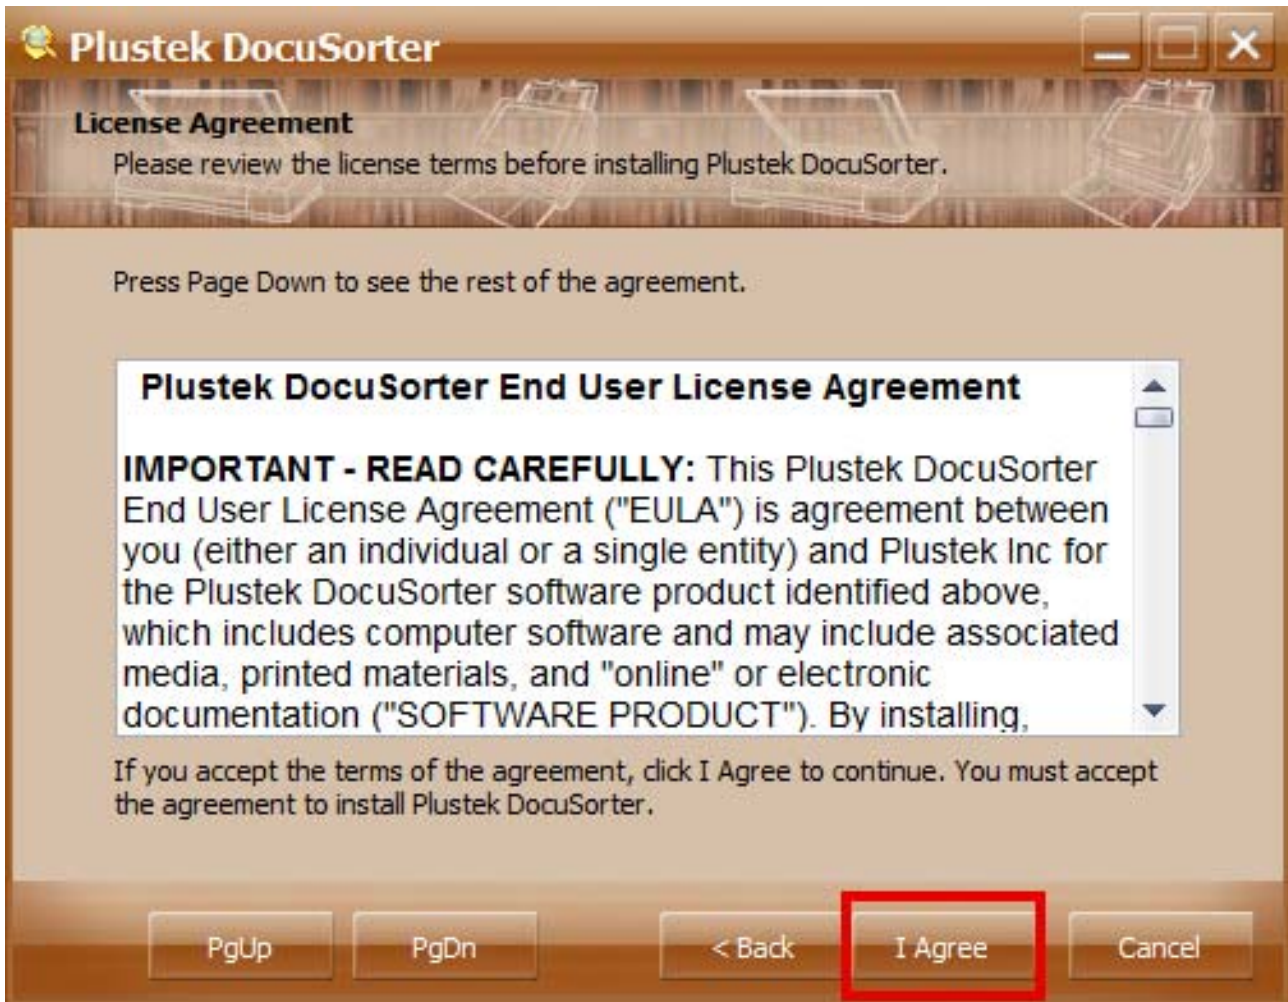 Plustek DocuSorter
License Agreement
Please review the license terms before installing Plustek DocuSorter.
Press Page Down to see the rest of the agreement.
Plustek DocuSorter End User License Agreement
IMPORTANT - READ CAREFULLY: This Plustek DocuSorter
End User License Agreement ("EULA") is agreement between
you (either an individual or a single entity) and Plustek Inc for
the Plustek DocuSorter software product identified above,
which includes computer software and may include associated
media, printed materials, and "online" or electronic
documentation ("SOFTWARE PRODUCT"). By installing,
If you accept the terms of the agreement, click I Agree to continue. You must accept
the agreement to install Plustek DocuSorter.
PgUp
PgDn
< Back
I Agree
Cancel